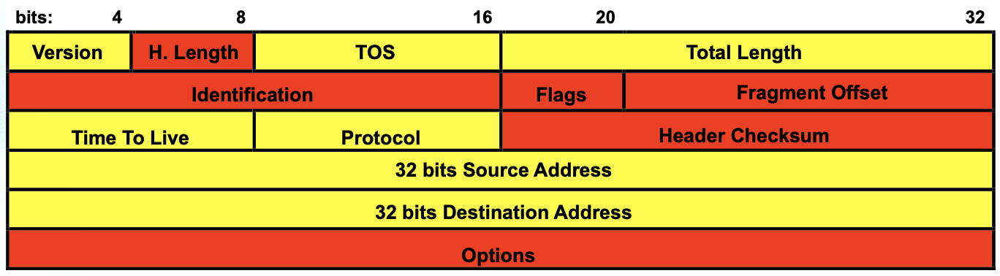 bits: 4 8 16 20 32
Version H. Length TOS Total Length
Identification Flags Fragment Offset
Time To Live Protocol Header Checksum
32 bits Source Address
32 bits Destination Address
Options